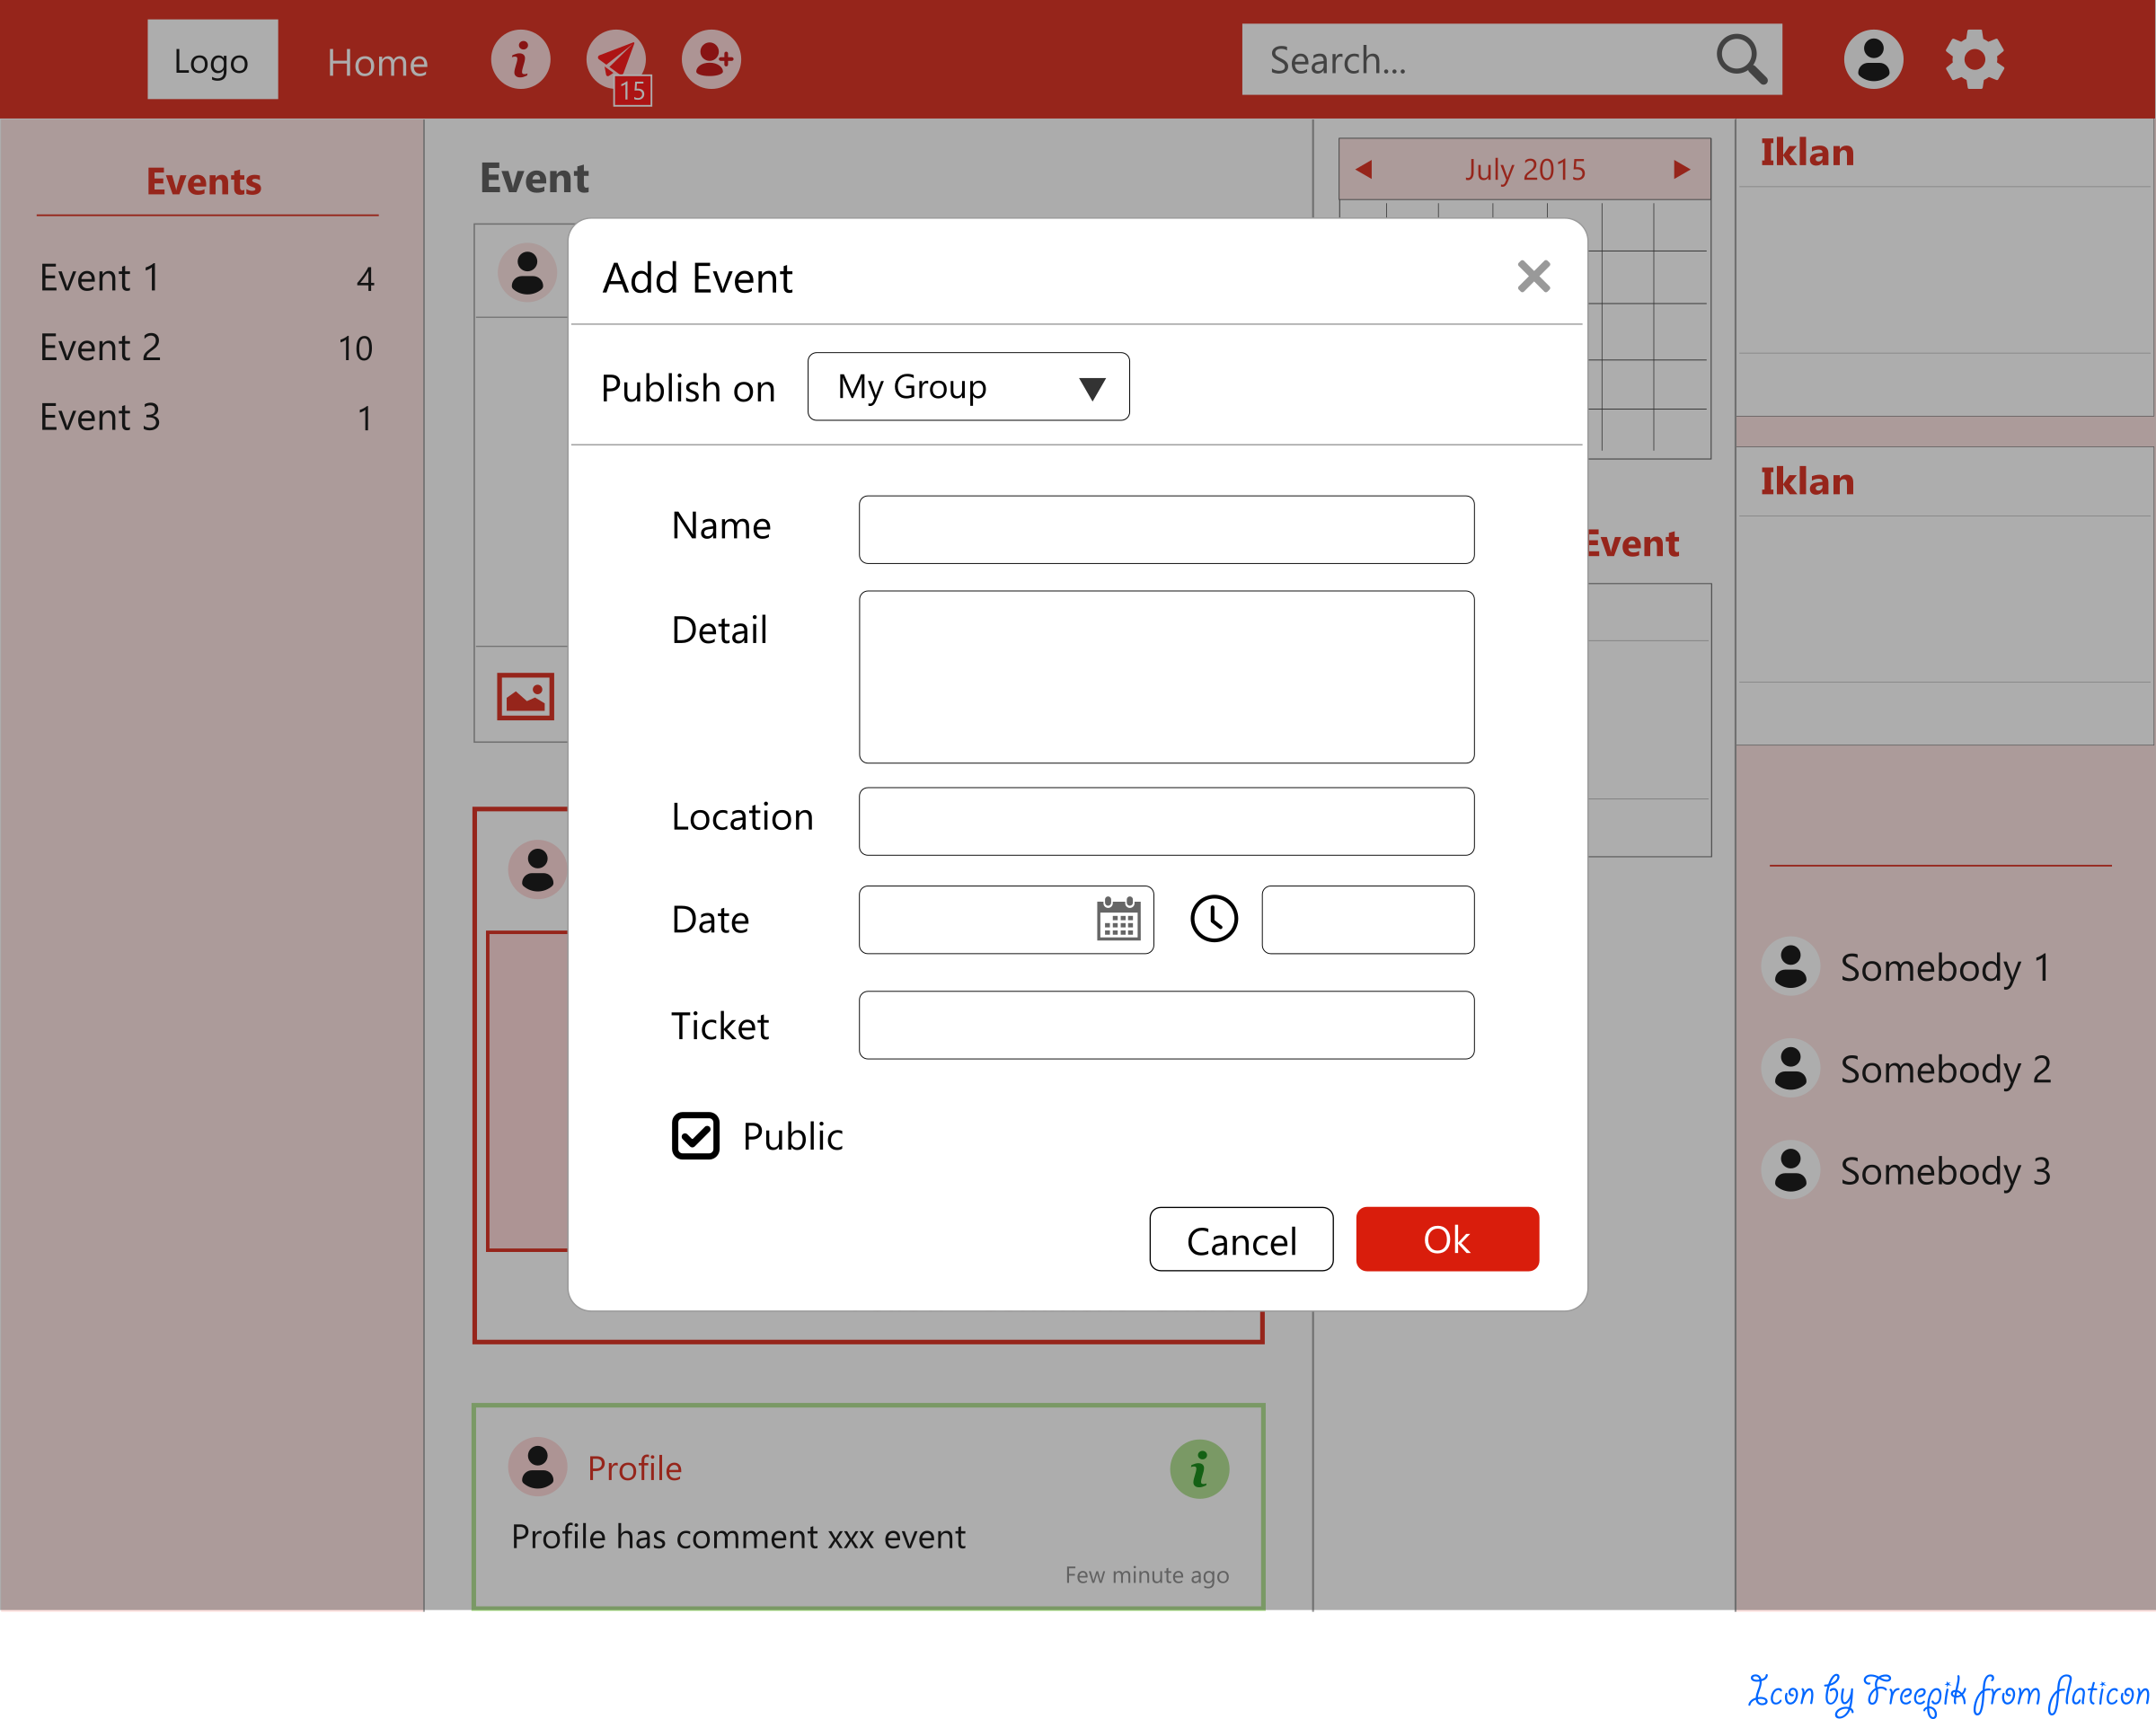 Logo
Home
15
Search...
Events
Event 1 4
Event 2 10
Event 3 1
Event
July 2015
Iklan
Iklan
Event
Add Event
Publish on My Group
Name
Detail
Location
Date
Ticket
Public
Cancel Ok
Somebody 1
Somebody 2
Somebody 3
Profile
Profile has comment xxx event
Few minute ago
Icon by Freepik from flaticon